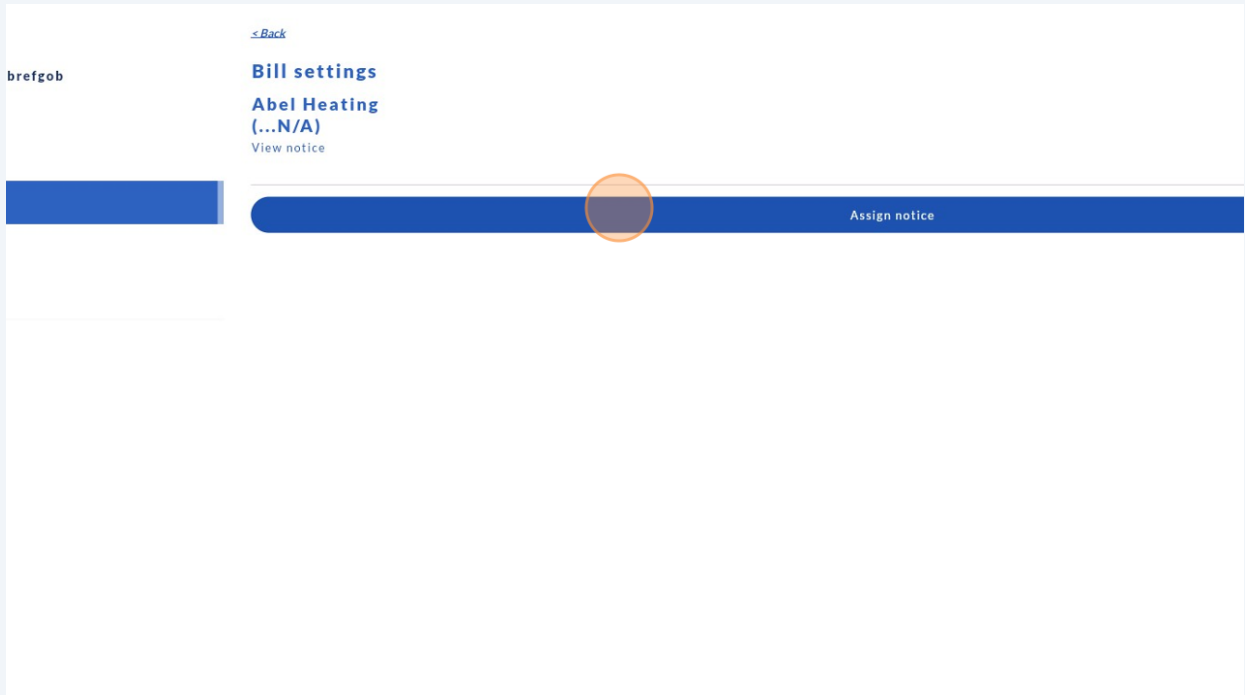 < Back
brefgob
Bill settings
Abel Heating
(...N/A)
View notice
Assign notice